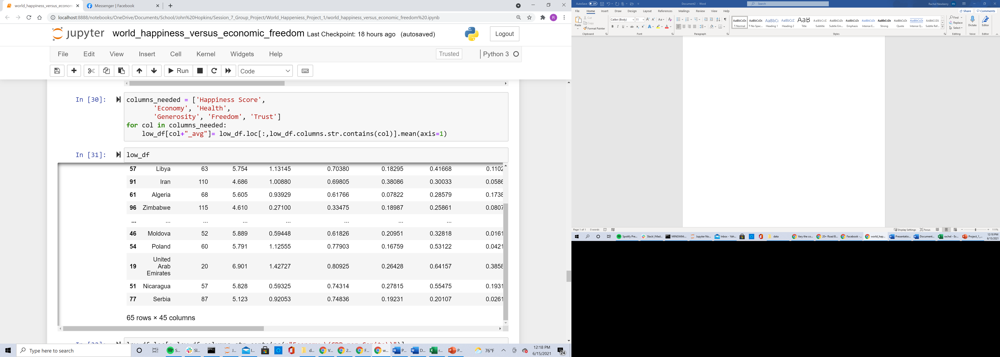 world_happiness_versus_econom
Messenger | Facebook
localhost:8888/notebooks/OneDrive/Documents/School/John%20Hopkins/Session_7_Group_Project/World_Happeniess_Project_1/world_happiness_versus_economic_freedom%20.ipynb
R
jupyter world_happiness_versus_economic_freedom Last Checkpoint: 18 hours ago (autosaved)
Logout
File Edit View Insert Cell Kernel Widgets Help
Trusted
Python 3
Run
Code
In [30]:
columns_needed = ['Happiness Score',
'Economy', 'Health',
'Generosity', 'Freedom', 'Trust']
for col in columns_needed:
low_df[col+"_avg"]= low_df.loc[:,low_df.columns.str.contains(col)].mean(axis=1)
In [31]:
low_df
57 Libya 63 5.754 1.13145 0.70380 0.18295 0.41668 0.1102
91 Iran 110 4.686 1.00880 0.69805 0.38086 0.30033 0.0586
61 Algeria 68 5.605 0.93929 0.61766 0.07822 0.28579 0.1738
96 Zimbabwe 115 4.610 0.27100 0.33475 0.18987 0.25861 0.0807
... ... ... ... ... ... ... ...
46 Moldova 52 5.889 0.59448 0.61826 0.20951 0.32818 0.0161
54 Poland 60 5.791 1.12555 0.77903 0.16759 0.53122 0.0421
19 United Arab Emirates 20 6.901 1.42727 0.80925 0.26428 0.64157 0.3858
51 Nicaragua 57 5.828 0.59325 0.74314 0.27815 0.55475 0.1931
77 Serbia 87 5.123 0.92053 0.74836 0.19231 0.20107 0.0261
65 rows × 45 columns
Type here to search
S... Sl... J... I... d... V... 2... F... w... P... D... r... P...
76°F
12:18 PM
6/15/2021
24
AutoSave Off
Document2 - Word
Search
Rachel Newberry RN
File Home Insert Draw Design Layout References Mailings Review View Help
Share Comments
Paste
Cut
Copy
Format Painter
Clipboard
Calibri (Body) 11
Font
Paragraph
AaBbCcDc AaBbCcDc AaBbCc AaBbCcC AaB AaBbCcC AaBbCcDc AaBbCcDc AaBbCcDc AaBbCcDc AaBbCcDc AaBbCcDc AABBCCDC
¶ Normal ¶ No Spac... Heading 1 Heading 2 Title Subtitle Subtle Em... Emphasis Intense E... Strong Quote Intense Q... Subtle Ref...
Styles
Find
Replace
Select
Editing
Dictate
Voice
Editor
Editor
Page 1 of 1 0 words
Display Settings Focus
111%
Spotify Pre... Slack | Mad... MINGW64:... Jupyter No... Inbox - Yah... data Vary the co... 20+ Road B... Facebook -... world_hap... Presentatio... Document... rachel - Ex... Project_1_...
12:18 PM
6/15/2021